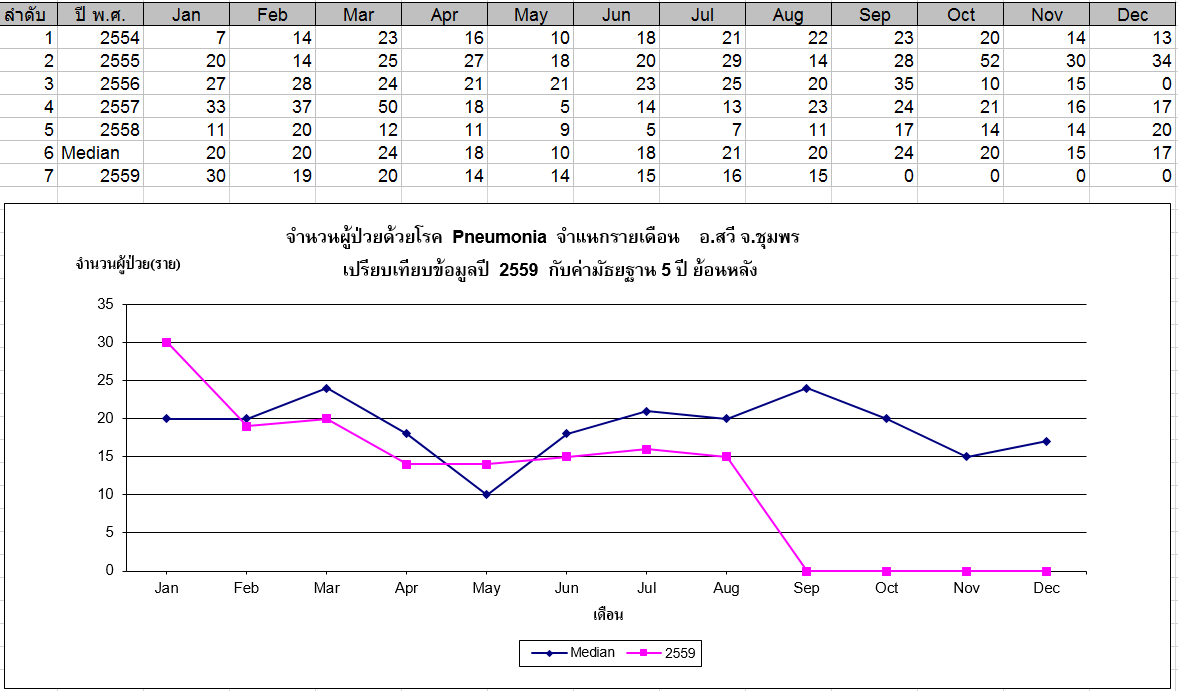 ลำดับ ปี พ.ศ. Jan Feb Mar Apr May Jun Jul Aug Sep Oct Nov Dec
1 2554 7 14 23 16 10 18 21 22 23 20 14 13
2 2555 20 14 25 27 18 20 29 14 28 52 30 34
3 2556 27 28 24 21 21 23 25 20 35 10 15 0
4 2557 33 37 50 18 5 14 13 23 24 21 16 17
5 2558 11 20 12 11 9 5 7 11 17 14 14 20
6 Median 20 20 24 18 10 18 21 20 24 20 15 17
7 2559 30 19 20 14 14 15 16 15 0 0 0 0
จำนวนผู้ป่วยด้วยโรค Pneumonia จำแนกรายเดือน อ.สวี จ.ชุมพร
เปรียบเทียบข้อมูลปี 2559 กับค่ามัธยฐาน 5 ปี ย้อนหลัง
จำนวนผู้ป่วย(ราย)
35
30
25
20
15
10
5
0
Jan Feb Mar Apr May Jun Jul Aug Sep Oct Nov Dec
เดือน
Median 2559